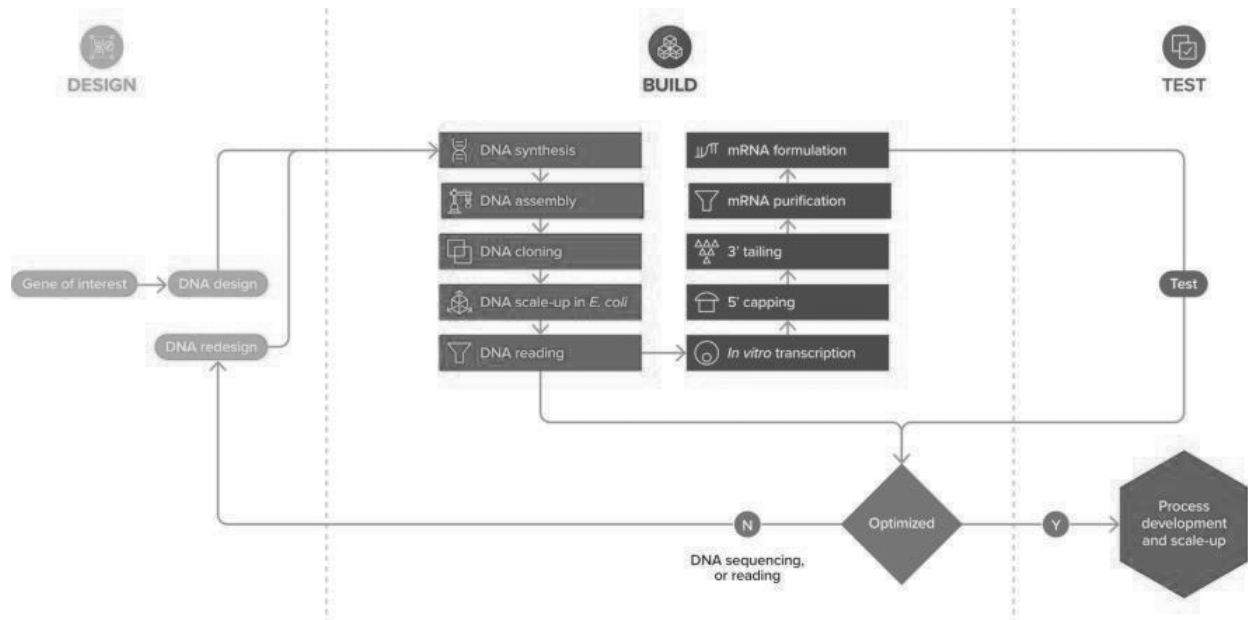 DESIGN
BUILD
TEST
Gene of interest
DNA design
DNA redesign
DNA synthesis
DNA assembly
DNA cloning
DNA scale-up in E. coli
DNA reading
mRNA formulation
mRNA purification
3' tailing
5' capping
In vitro transcription
Test
Optimized
N
DNA sequencing,
or reading
Y
Process
development
and scale-up